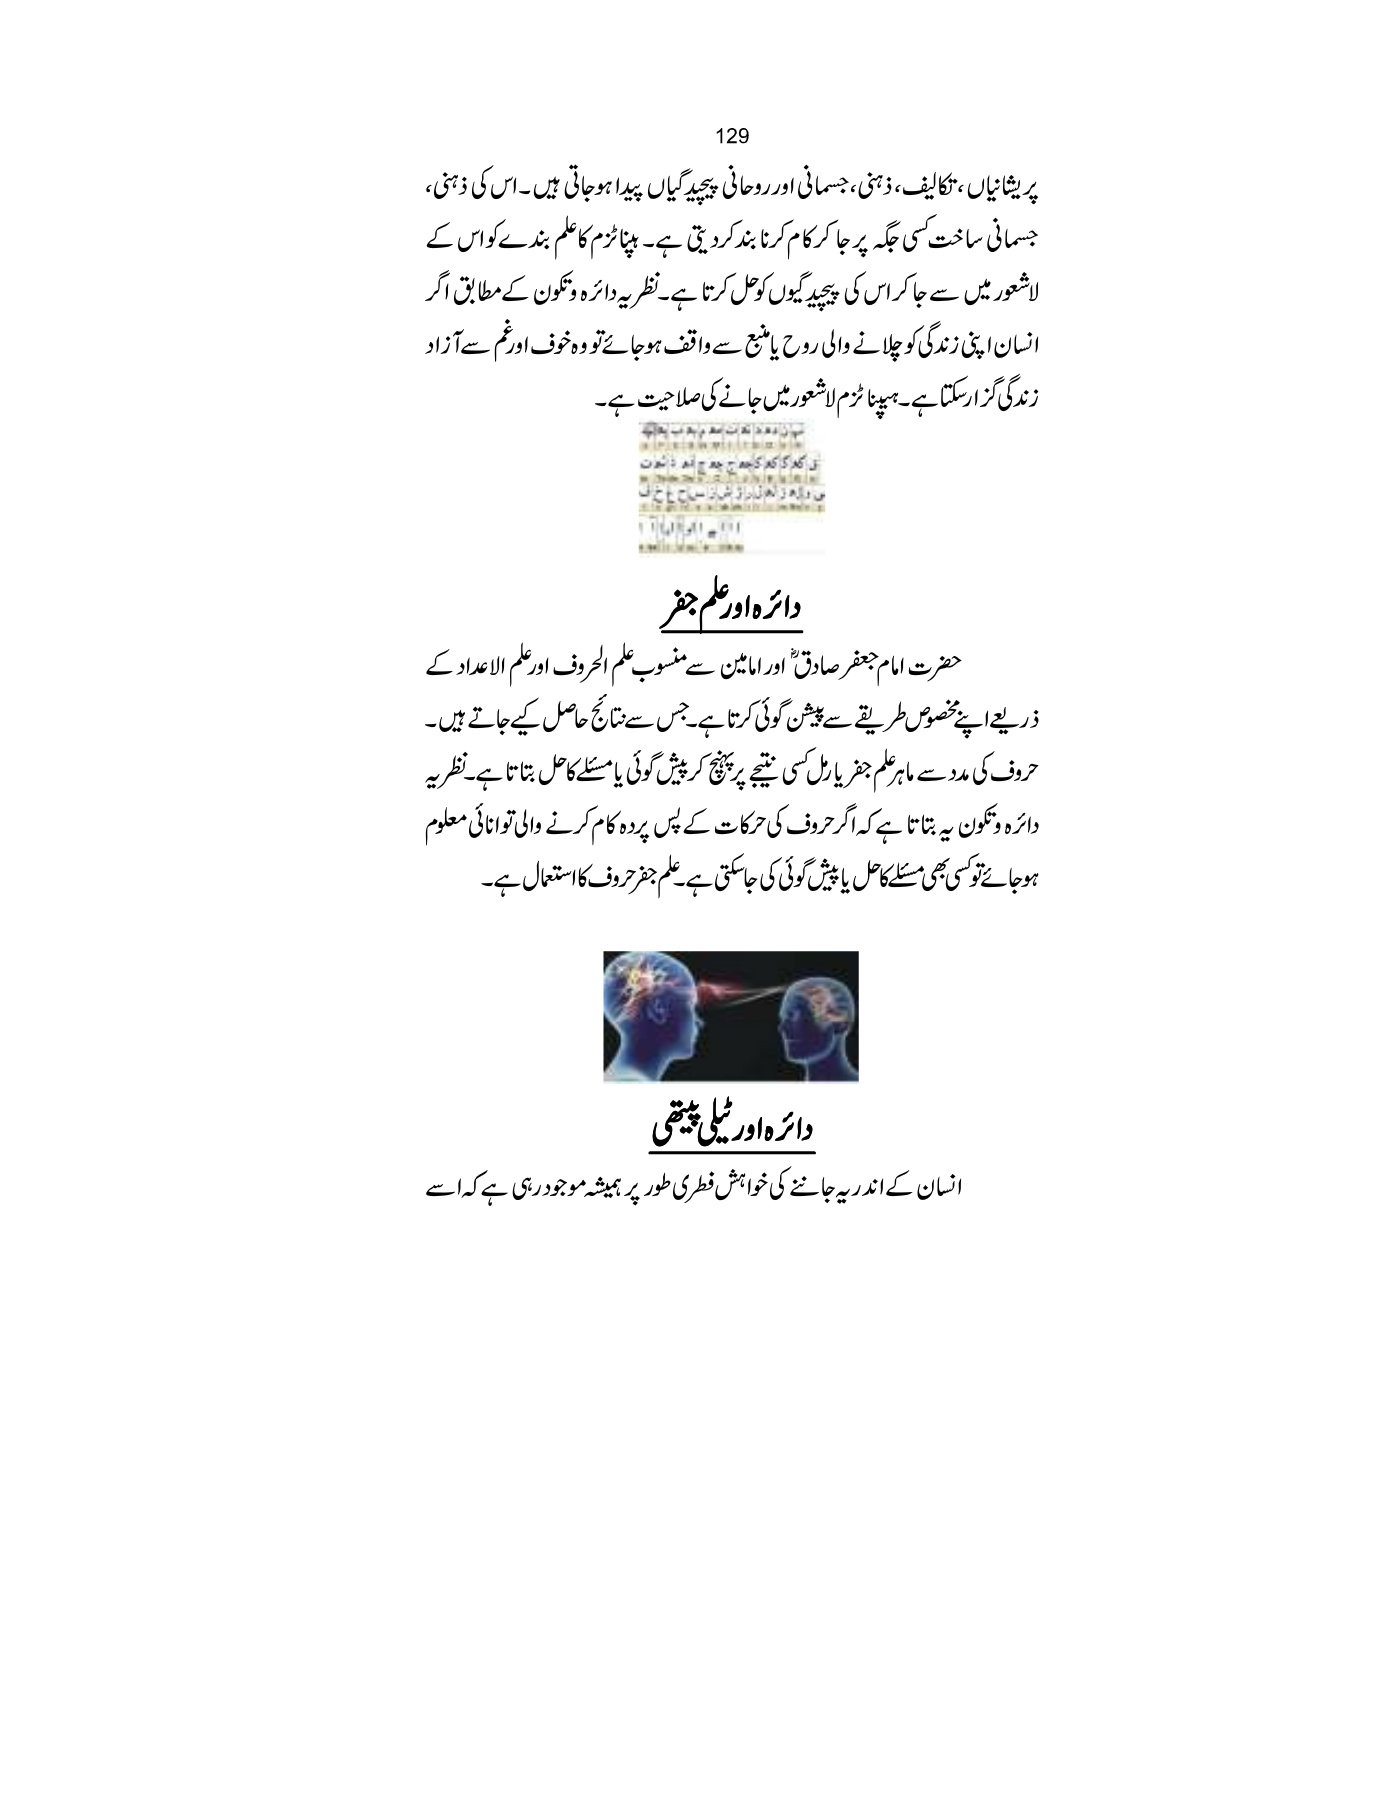 129
پریشانیاں، تکالیف، ذہنی، جسمانی اور روحانی پیچیدگیاں پیدا ہوجاتی ہیں۔ اس کی ذہنی،
جسمانی ساخت کسی جگہ پر جا کر کام کرنا بند کردیتی ہے۔ ہپناٹزم کا علم بندے کو اس کے
لاشعور میں سے جا کر اس کی پیچیدگیوں کو حل کرتا ہے۔ نظریہ دائرہ وتکون کے مطابق اگر
انسان اپنی زندگی کو چلانے والی روح یا منبع سے واقف ہوجائے تو وہ خوف اور غم سے آزاد
زندگی گزار سکتا ہے۔ ہیپناٹزم لاشعور میں جانے کی صلاحیت ہے۔
دائرہ اور علم جفر
حضرت امام جعفر صادقؓ اور امامین سے منسوب علم الحروف اور علم الاعداد کے
ذریعے اپنے مخصوص طریقے سے پیشن گوئی کرتا ہے۔ جس سے نتائج حاصل کیے جاتے ہیں۔
حروف کی مدد سے ماہر علم جفر یا رمل کسی نتیجے پر پہنچ کر پیش گوئی یا مسئلے کا حل بتاتا ہے۔ نظریہ
دائرہ وتکون یہ بتاتا ہے کہ اگر حروف کی حرکات کے پس پردہ کام کرنے والی توانائی معلوم
ہوجائے تو کسی بھی مسئلے کا حل یا پیش گوئی کی جاسکتی ہے۔ علم جفر حروف کا استعمال ہے۔
دائرہ اور ٹیلی پیتھی
انسان کے اندر یہ جاننے کی خواہش فطری طور پر ہمیشہ موجود رہی ہے کہ اسے